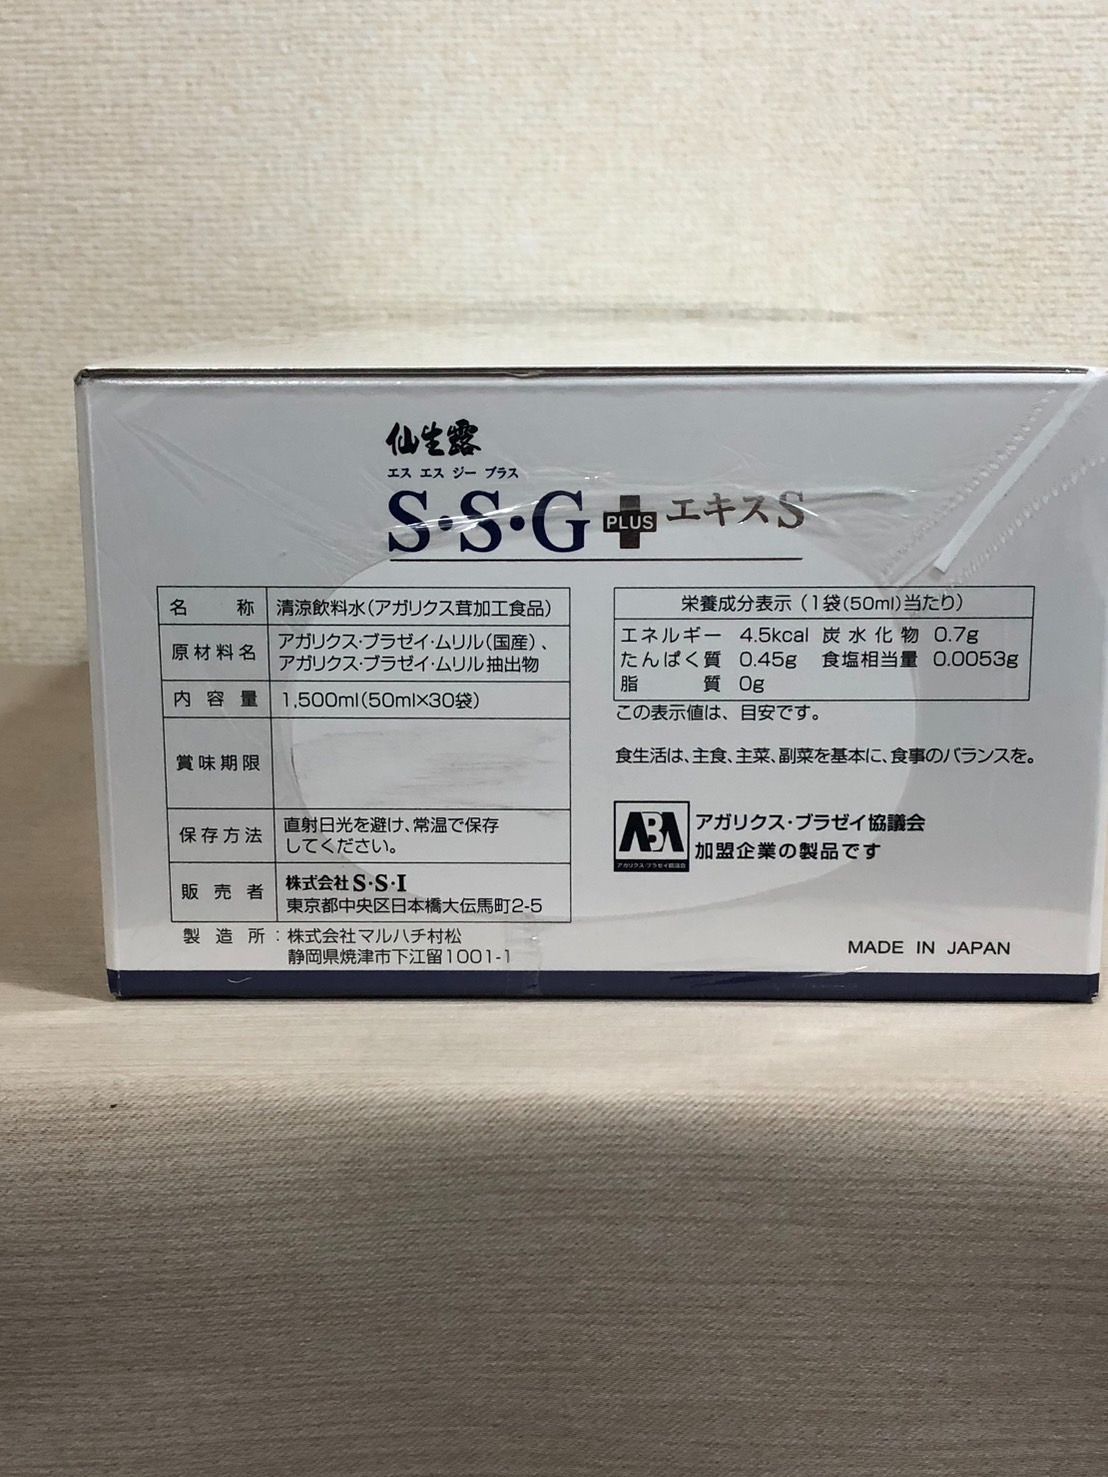 仙生露
エス エス ジー プラス
S・S・G PLUS エキスS
名称 清涼飲料水(アガリクス茸加工食品)
原材料名 アガリクス・ブラゼイ・ムリル(国産)、
アガリクス・ブラゼイ・ムリル抽出物
内容量 1,500ml(50ml×30袋)
賞味期限
保存方法 直射日光を避け、常温で保存
してください。
販売者 株式会社 S・S・I
東京都中央区日本橋大伝馬町2-5
製造所:株式会社マルハチ村松
静岡県焼津市下江留1001-1
栄養成分表示(1袋(50ml)当たり)
エネルギー 4.5kcal 炭水化物 0.7g
たんぱく質 0.45g 食塩相当量 0.0053g
脂質 0g
この表示値は、目安です。
食生活は、主食、主菜、副菜を基本に、食事のバランスを。
ABA
アガリクス・ブラゼイ協議会
アガリクス・ブラゼイ協議会
加盟企業の製品です
MADE IN JAPAN